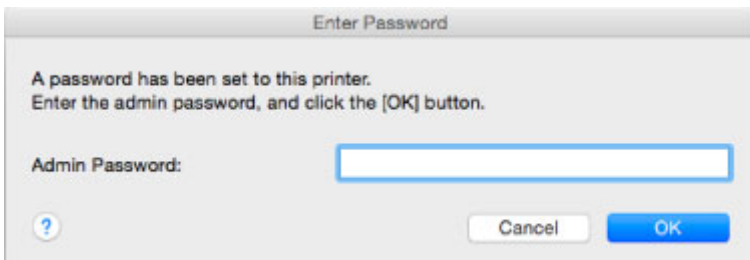 Enter Password
A password has been set to this printer.
Enter the admin password, and click the [OK] button.
Admin Password:
?
Cancel
OK